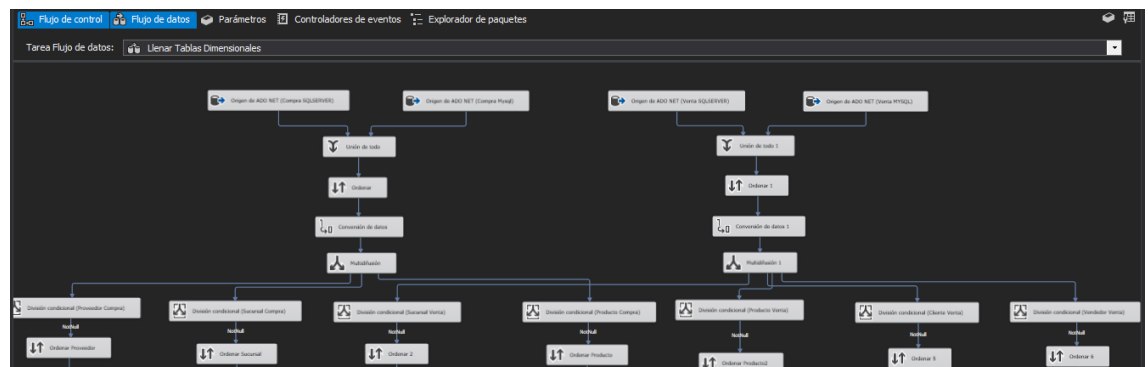 Flujo de control Flujo de datos Parámetros Controladores de eventos Explorador de paquetes
Tarea Flujo de datos: Llenar Tablas Dimensionales
Origen de ADO NET (Compra SQLSERVER) Origen de ADO NET (Compra Mysql) Origen de ADO NET (Venta SQLSERVER) Origen de ADO NET (Venta MYSQL)
Unión de todo Unión de todo 1
Ordenar Ordenar 1
Conversión de datos Conversión de datos 1
Multidifusión Multidifusión 1
División condicional (Proveedor Compra) División condicional (Sucursal Compra) División condicional (Sucursal Venta) División condicional (Producto Compra) División condicional (Producto Venta) División condicional (Cliente Venta) División condicional (Vendedor Venta)
NotNull NotNull NotNull NotNull NotNull NotNull NotNull
Ordenar Proveedor Ordenar Sucursal Ordenar 2 Ordenar Producto Ordenar Producto2 Ordenar 5 Ordenar 6